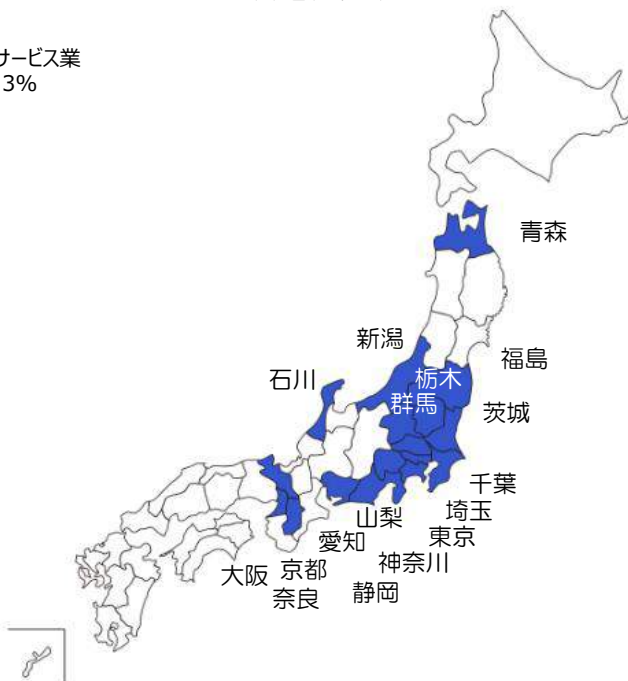 サービス業
3%
青森
新潟
福島
石川
栃木
群馬
茨城
千葉
埼玉
山梨
東京
愛知
神奈川
大阪
京都
静岡
奈良